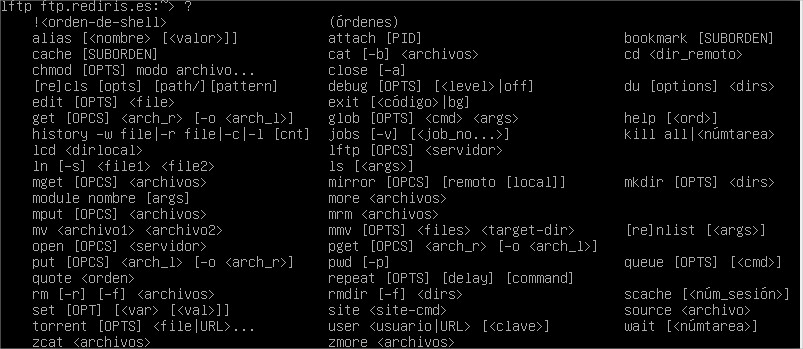 lftp ftp.rediris.es:~> ?
!<orden-de-shell> (órdenes)
alias [<nombre> [<valor>]] attach [PID] bookmark [SUBORDEN]
cache [SUBORDEN] cat [-b] <archivos> cd <dir_remoto>
chmod [OPTS] modo archivo... close [-a]
[re]cls [opts] [path/][pattern] debug [OPTS] [<level>|off] du [options] <dirs>
edit [OPTS] <file> exit [<código>|bg]
get [OPCS] <arch_r> [-o <arch_l>] glob [OPTS] <cmd> <args> help [<ord>]
history -w file|-r file|-c|-l [cnt] jobs [-v] [<job_no...>] kill all|<númtarea>
lcd <dirlocal> lftp [OPCS] <servidor>
ln [-s] <file1> <file2> ls [<args>]
mget [OPCS] <archivos> mirror [OPCS] [remoto [local]] mkdir [OPTS] <dirs>
module nombre [args] more <archivos>
mput [OPCS] <archivos> mrm <archivos>
mv <archivo1> <archivo2> mmv [OPTS] <files> <target-dir> [re]nlist [<args>]
open [OPCS] <servidor> pget [OPCS] <arch_r> [-o <arch_l>]
put [OPCS] <arch_l> [-o <arch_r>] pwd [-p] queue [OPTS] [<cmd>]
quote <orden> repeat [OPTS] [delay] [command]
rm [-r] [-f] <archivos> rmdir [-f] <dirs> scache [<núm_sesión>]
set [OPT] [<var> [<val>]] site <site-cmd> source <archivo>
torrent [OPTS] <file|URL>... user <usuario|URL> [<clave>] wait [<númtarea>]
zcat <archivos> zmore <archivos>